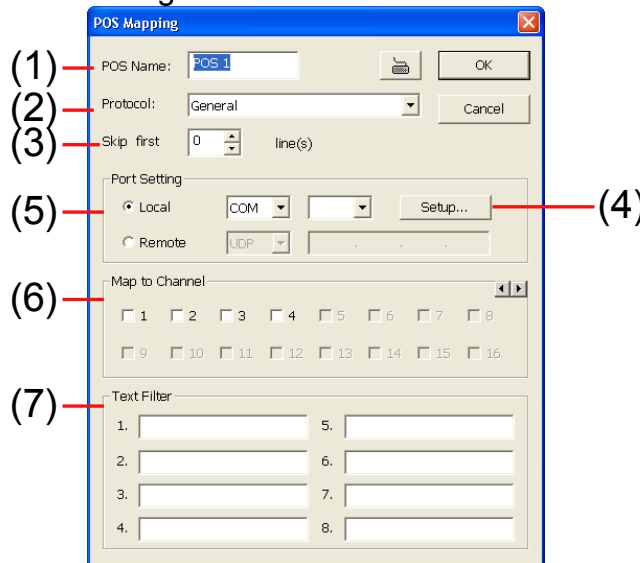 POS Mapping
(1) POS Name: POS 1 OK
(2) Protocol: General Cancel
(3) Skip first 0 line(s)
Port Setting
(5) Local COM Setup... (4)
Remote UDP . . .
(6) Map to Channel
1 2 3 4 5 6 7 8
9 10 11 12 13 14 15 16
(7) Text Filter
1. 5.
2. 6.
3. 7.
4. 8.